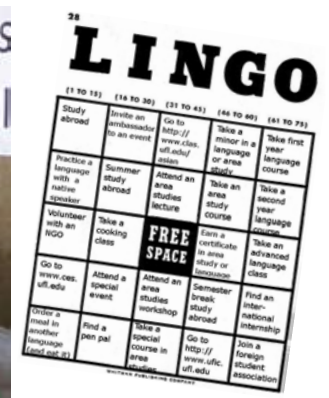 28
LINGO
(1 TO 15) (16 TO 30) (31 TO 45) (46 TO 60) (61 TO 75)
Study
abroad
Invite an
ambassador
to an event
Go to
http://
www.clas.
ufl.edu/
asian
Take a
minor in a
language
or area
study
Take first
year
language
course
Practice a
language
with a
native
speaker
Summer
study
abroad
Attend an
area
studies
lecture
Take an
area
study
course
Take a
second
year
language
course
Volunteer
with an
NGO
Take a
cooking
class
FREE
SPACE
Earn a
certificate
in area
study or
language
Take an
advanced
language
class
Go to
www.ces.
ufl.edu
Attend a
special
event
Attend an
area
studies
workshop
Semester
break
study
abroad
Find an
inter-
national
internship
Order a
meal in
another
language
(and eat it)
Find a
pen pal
Take a
special
course in
area
studies
Go to
http://
www.ufic.
ufl.edu
Join a
foreign
student
association
WHITMAN PUBLISHING COMPANY